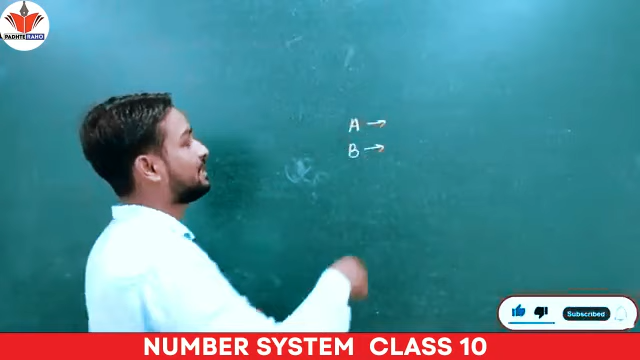 PADHTE RAHO
A →
B →
Subscribed
NUMBER SYSTEM CLASS 10